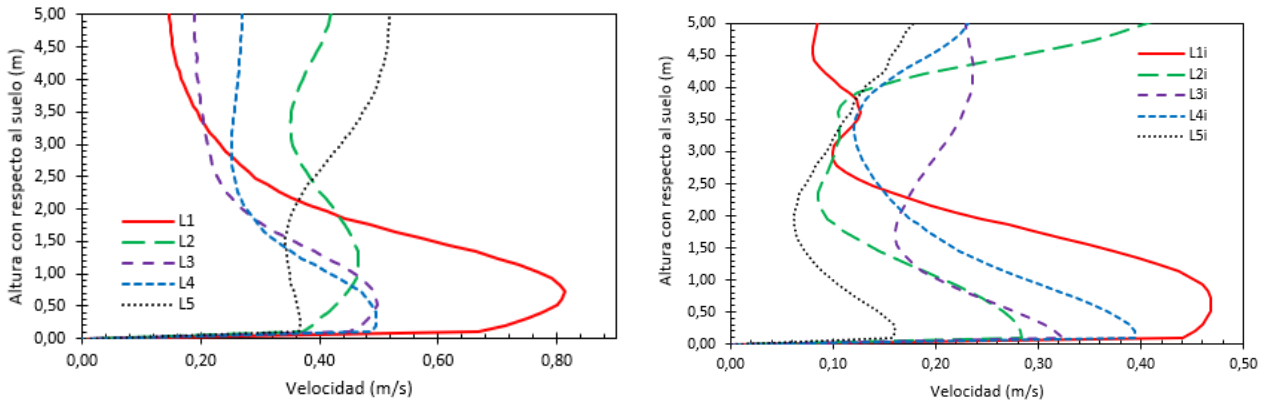 Altura con respecto al suelo (m)
5,00
4,50
4,00
3,50
3,00
2,50
2,00
1,50
1,00
0,50
0,00
L1
L2
L3
L4
L5
0,00 0,20 0,40 0,60 0,80
Velocidad (m/s)
Altura con respecto al suelo (m)
5,00
4,50
4,00
3,50
3,00
2,50
2,00
1,50
1,00
0,50
0,00
L1i
L2i
L3i
L4i
L5i
0,00 0,10 0,20 0,30 0,40 0,50
Velocidad (m/s)